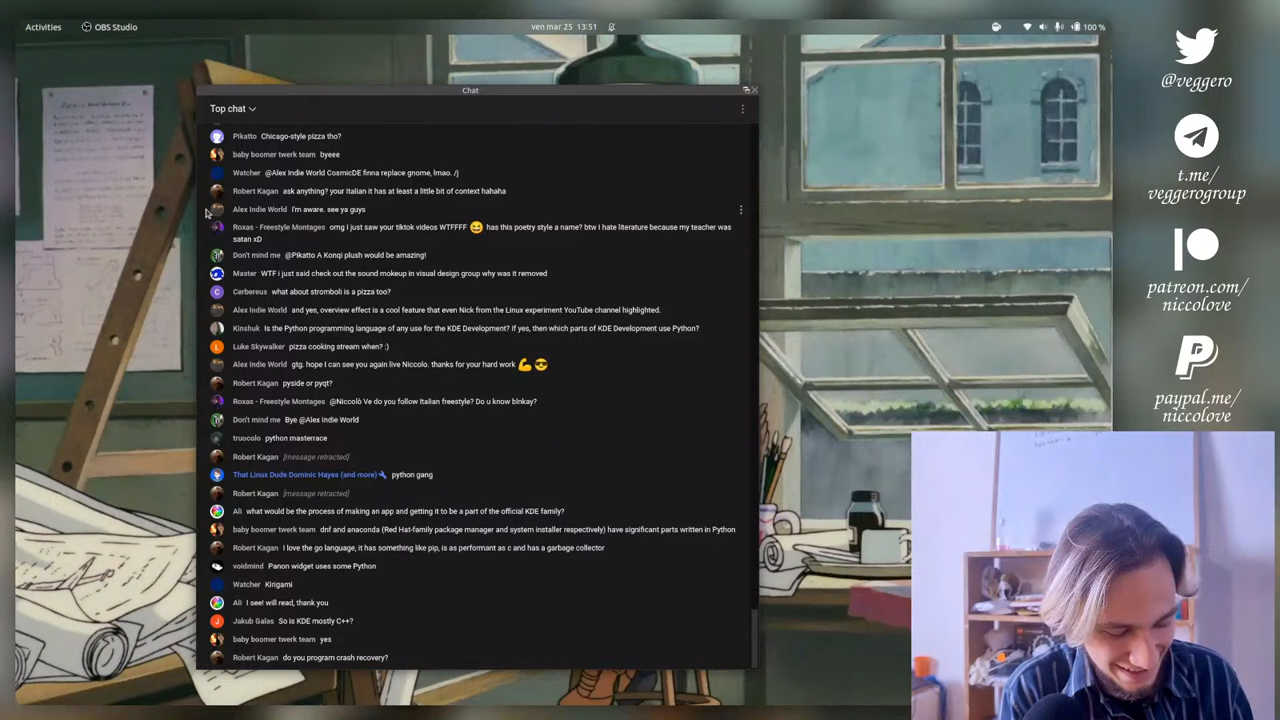 Activities
OBS Studio
ven mar 25 13:51
100 %
Chat
Top chat
Pikatto Chicago-style pizza tho?
baby boomer twerk team byeee
Watcher @Alex Indie World CosmicDE finna replace gnome, lmao. /j
Robert Kagan ask anything? your italian it has at least a little bit of context hahaha
Alex Indie World I'm aware. see ya guys
Roxas - Freestyle Montages omg I just saw your tiktok videos WTFFFF 😆 has this poetry style a name? btw I hate literature because my teacher was
satan xD
Don't mind me @Pikatto A Konqi plush would be amazing!
Master WTF i just said check out the sound mokeup in visual design group why was it removed
Cerbereus what about stromboli is a pizza too?
Alex Indie World and yes, overview effect is a cool feature that even Nick from the Linux experiment YouTube channel highlighted.
Kinshuk Is the Python programming language of any use for the KDE Development? If yes, then which parts of KDE Development use Python?
Luke Skywalker pizza cooking stream when? :)
Alex Indie World gtg. hope I can see you again live Niccolo. thanks for your hard work 💪 😎
Robert Kagan pyside or pyqt?
Roxas - Freestyle Montages @Niccolò Ve do you follow Italian freestyle? Do u know blnkay?
Don't mind me Bye @Alex Indie World
truocolo python masterrace
Robert Kagan [message retracted]
That Linux Dude Dominic Hayes (and more) python gang
Robert Kagan [message retracted]
Ali what would be the process of making an app and getting it to be a part of the official KDE family?
baby boomer twerk team dnf and anaconda (Red Hat-family package manager and system installer respectively) have significant parts written in Python
Robert Kagan I love the go language, it has something like pip, is as performant as c and has a garbage collector
voidmind Panon widget uses some Python
Watcher Kirigami
Ali I see! will read, thank you
Jakub Galas So is KDE mostly C++?
baby boomer twerk team yes
Robert Kagan do you program crash recovery?
@veggero
t.me/
veggerogroup
patreon.com/
niccolove
paypal.me/
niccolove